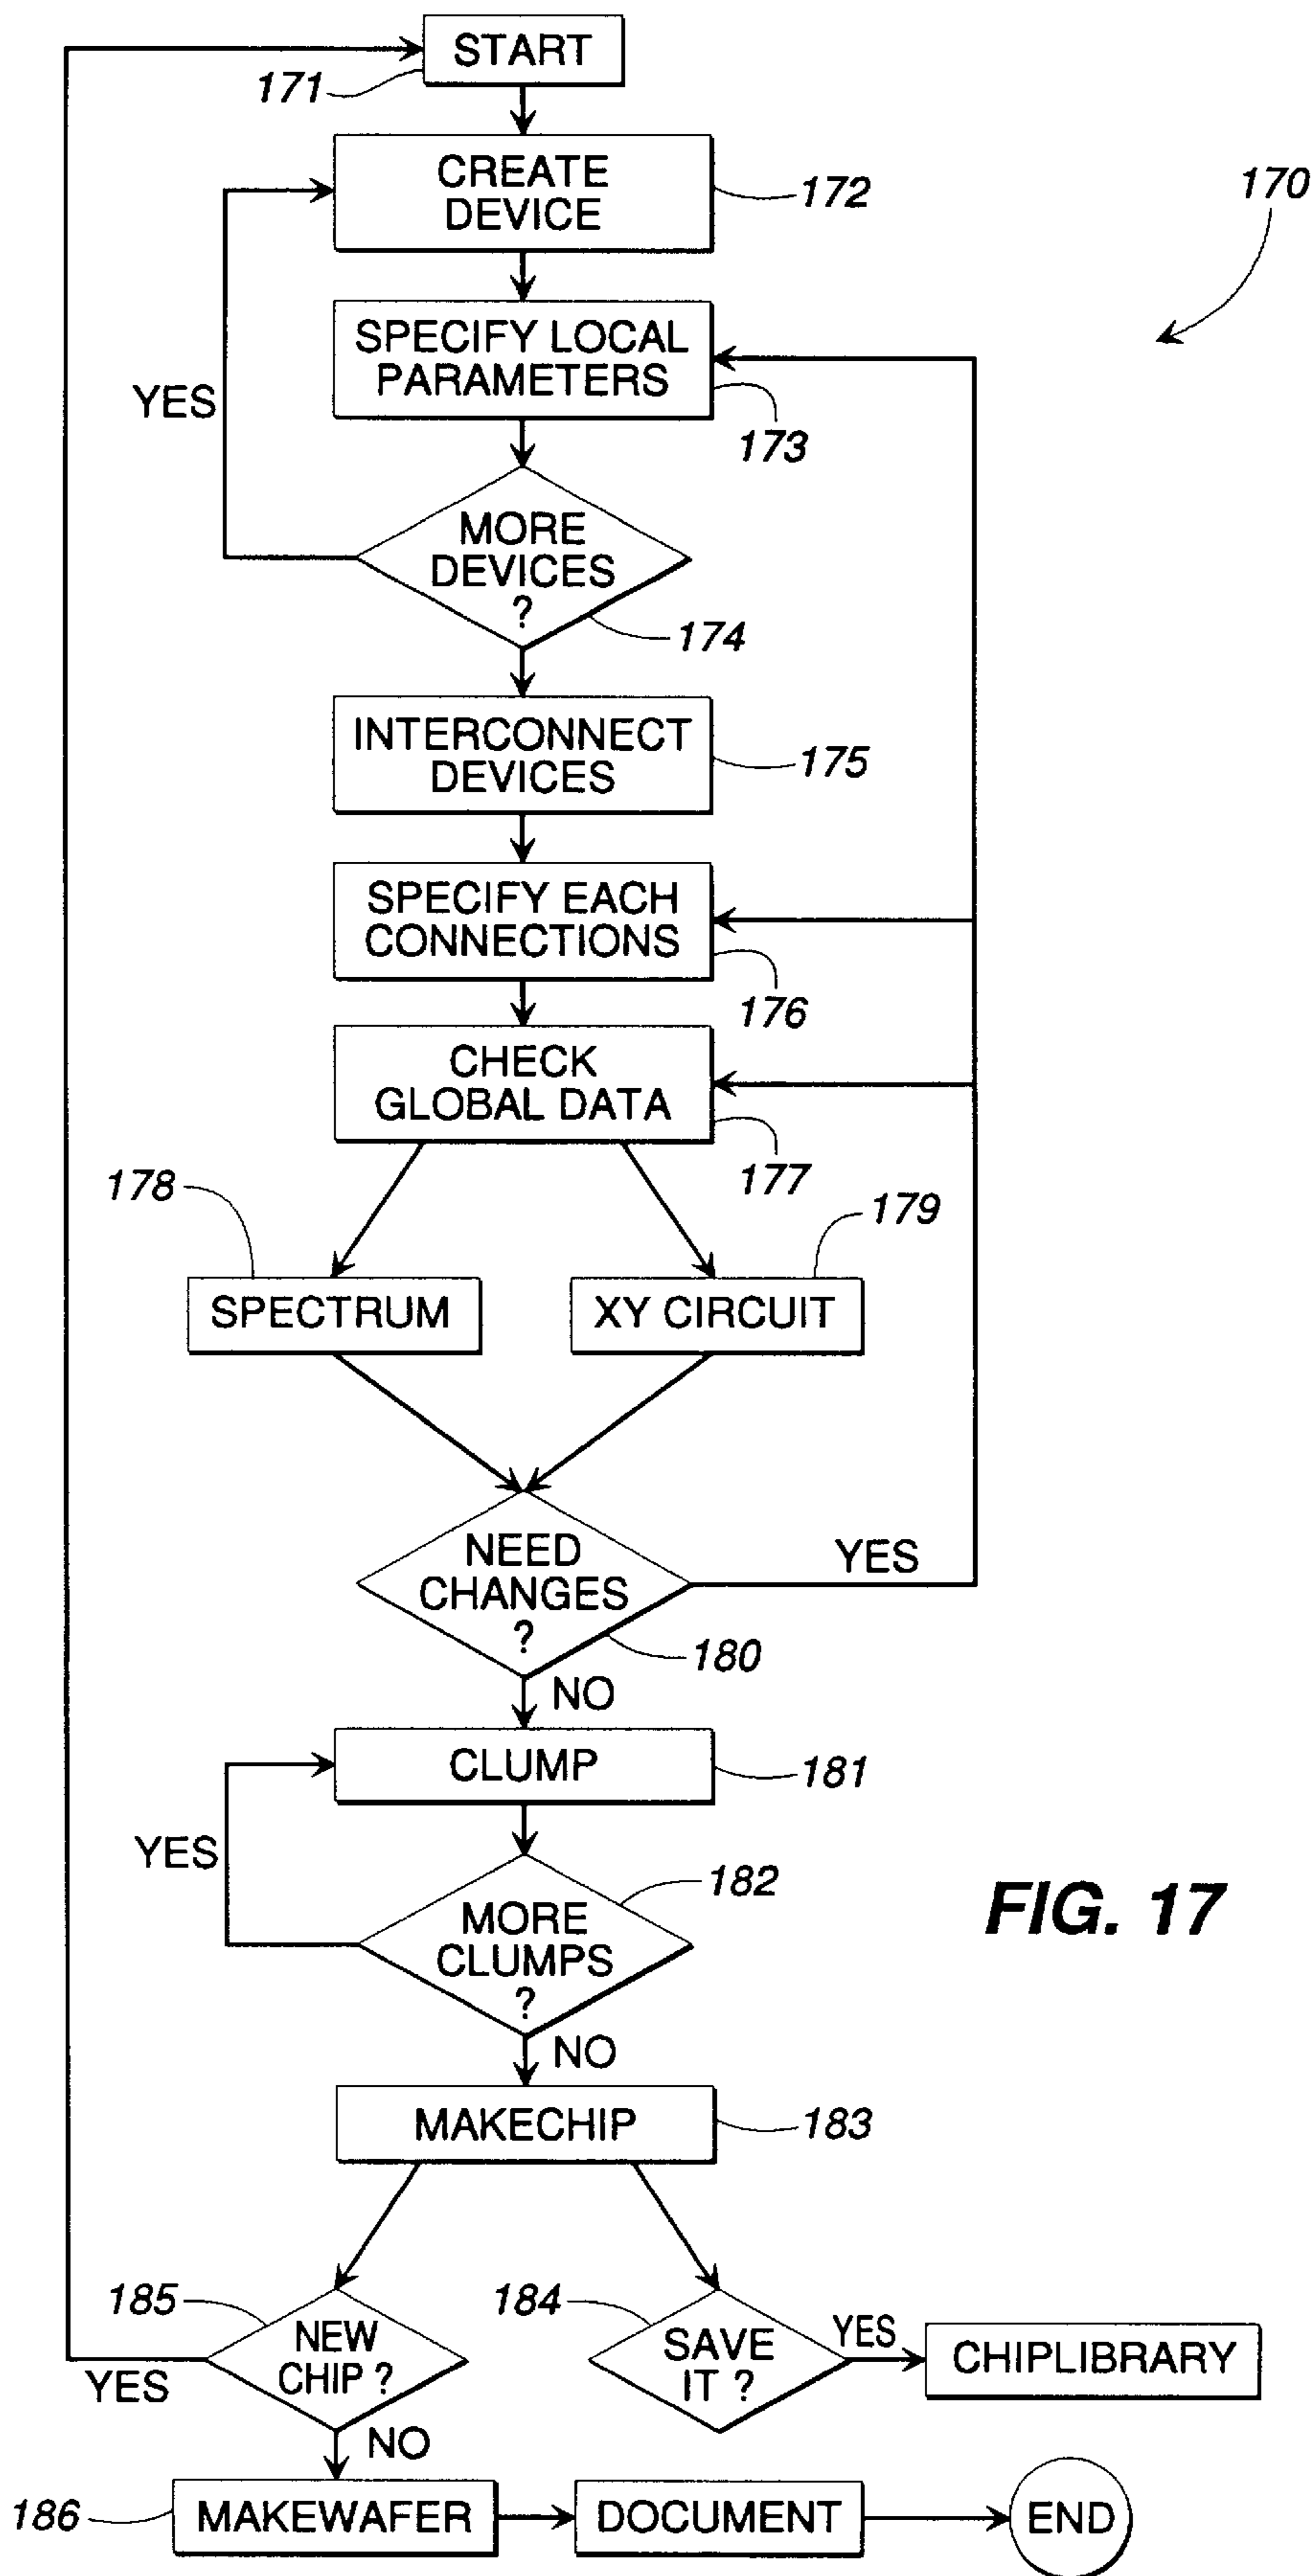 START
171
CREATE
DEVICE
172
170
SPECIFY LOCAL
PARAMETERS
YES
173
MORE
DEVICES
?
174
INTERCONNECT
DEVICES
175
SPECIFY EACH
CONNECTIONS
176
CHECK
GLOBAL DATA
177
178
179
SPECTRUM
XY CIRCUIT
NEED
CHANGES
?
YES
180
NO
CLUMP
181
YES
182
MORE
CLUMPS
?
FIG. 17
NO
MAKECHIP
183
185
184
NEW
CHIP ?
YES
SAVE
IT ?
YES
CHIPLIBRARY
NO
186
MAKEWAFER
DOCUMENT
END